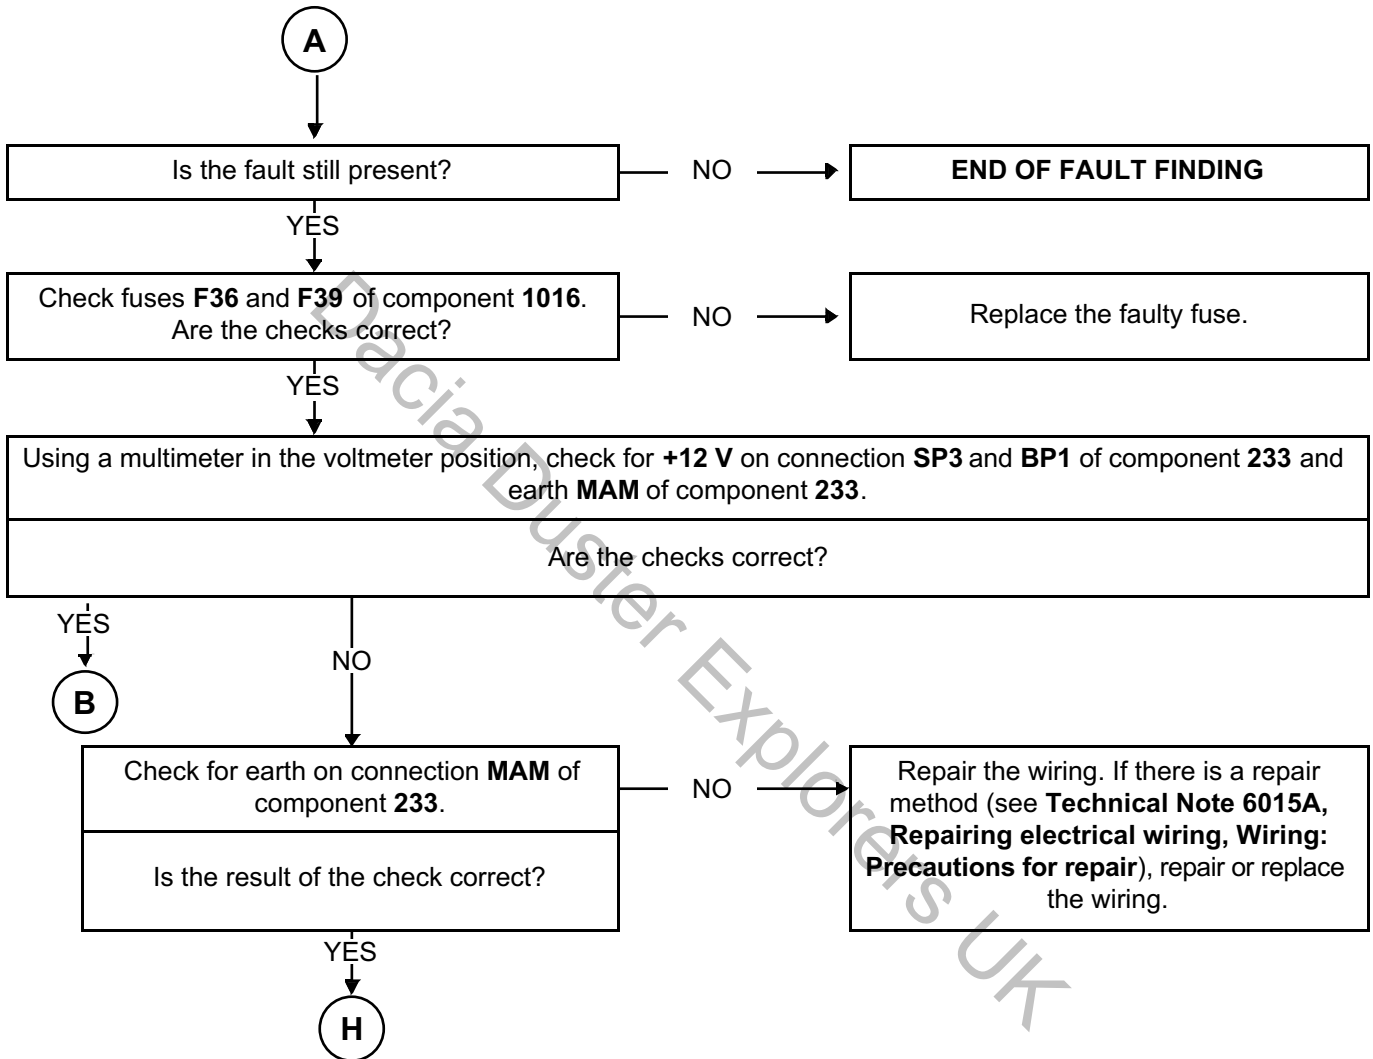 A
Is the fault still present?
NO
END OF FAULT FINDING
YES
Check fuses F36 and F39 of component 1016.
Are the checks correct?
NO
Replace the faulty fuse.
YES
Using a multimeter in the voltmeter position, check for +12 V on connection SP3 and BP1 of component 233 and
earth MAM of component 233.
Are the checks correct?
YES
B
NO
Check for earth on connection MAM of
component 233.
Is the result of the check correct?
NO
Repair the wiring. If there is a repair
method (see Technical Note 6015A,
Repairing electrical wiring, Wiring:
Precautions for repair), repair or replace
the wiring.
YES
H
Dacia Duster Explorers UK